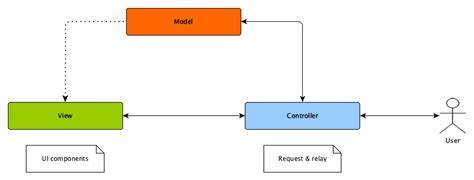 Model
View
Controller
User
UI components
Request & relay